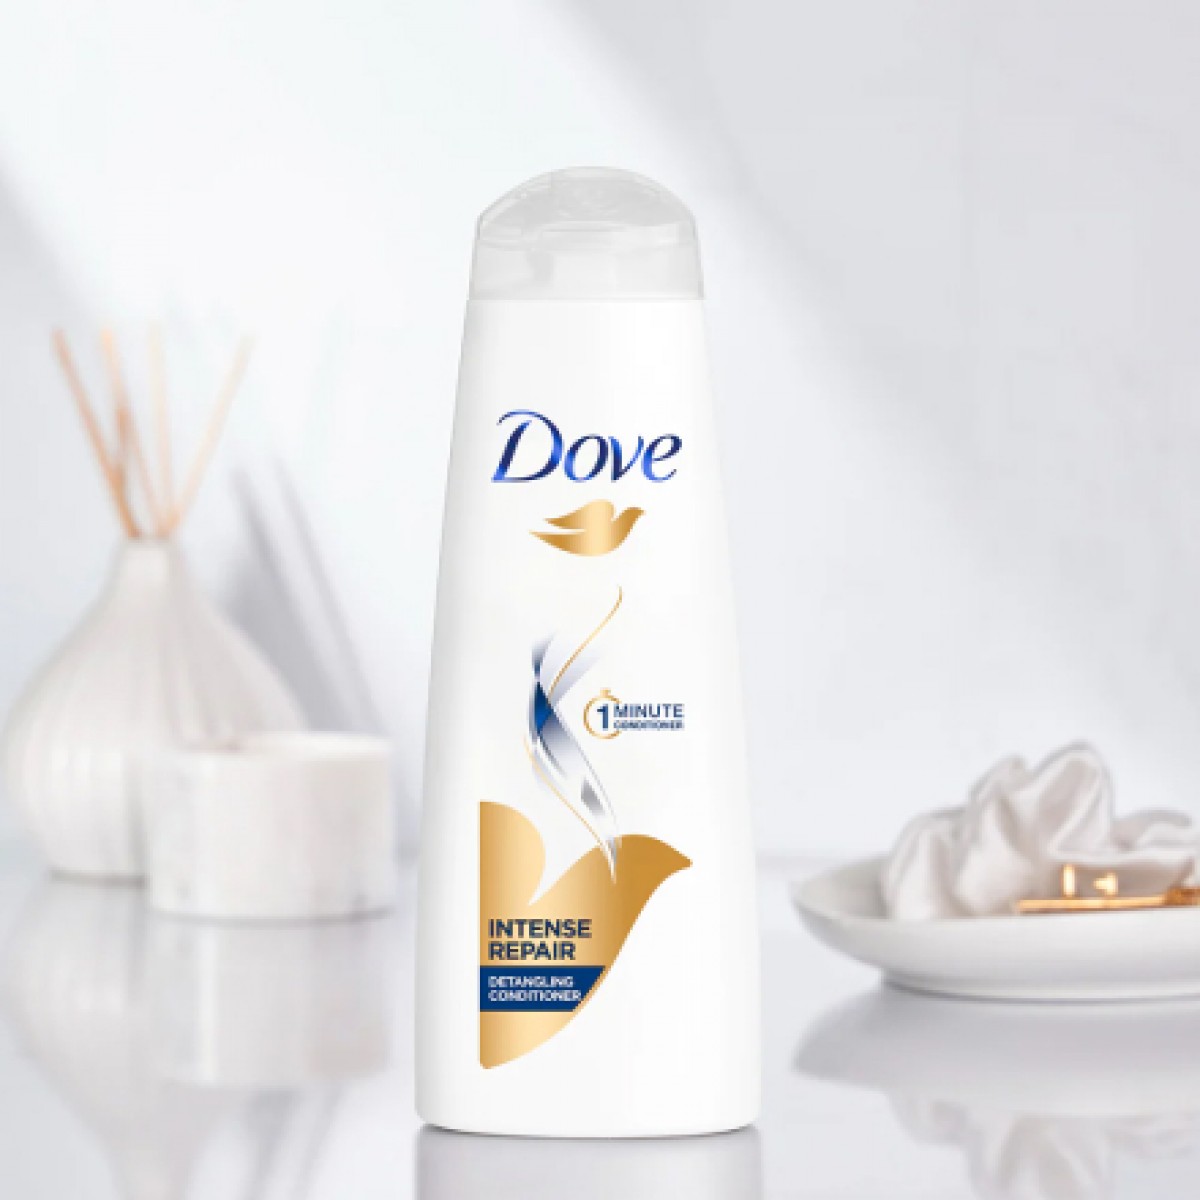 Dove
1 MINUTE
CONDITIONER
INTENSE
REPAIR
DETANGLING
CONDITIONER